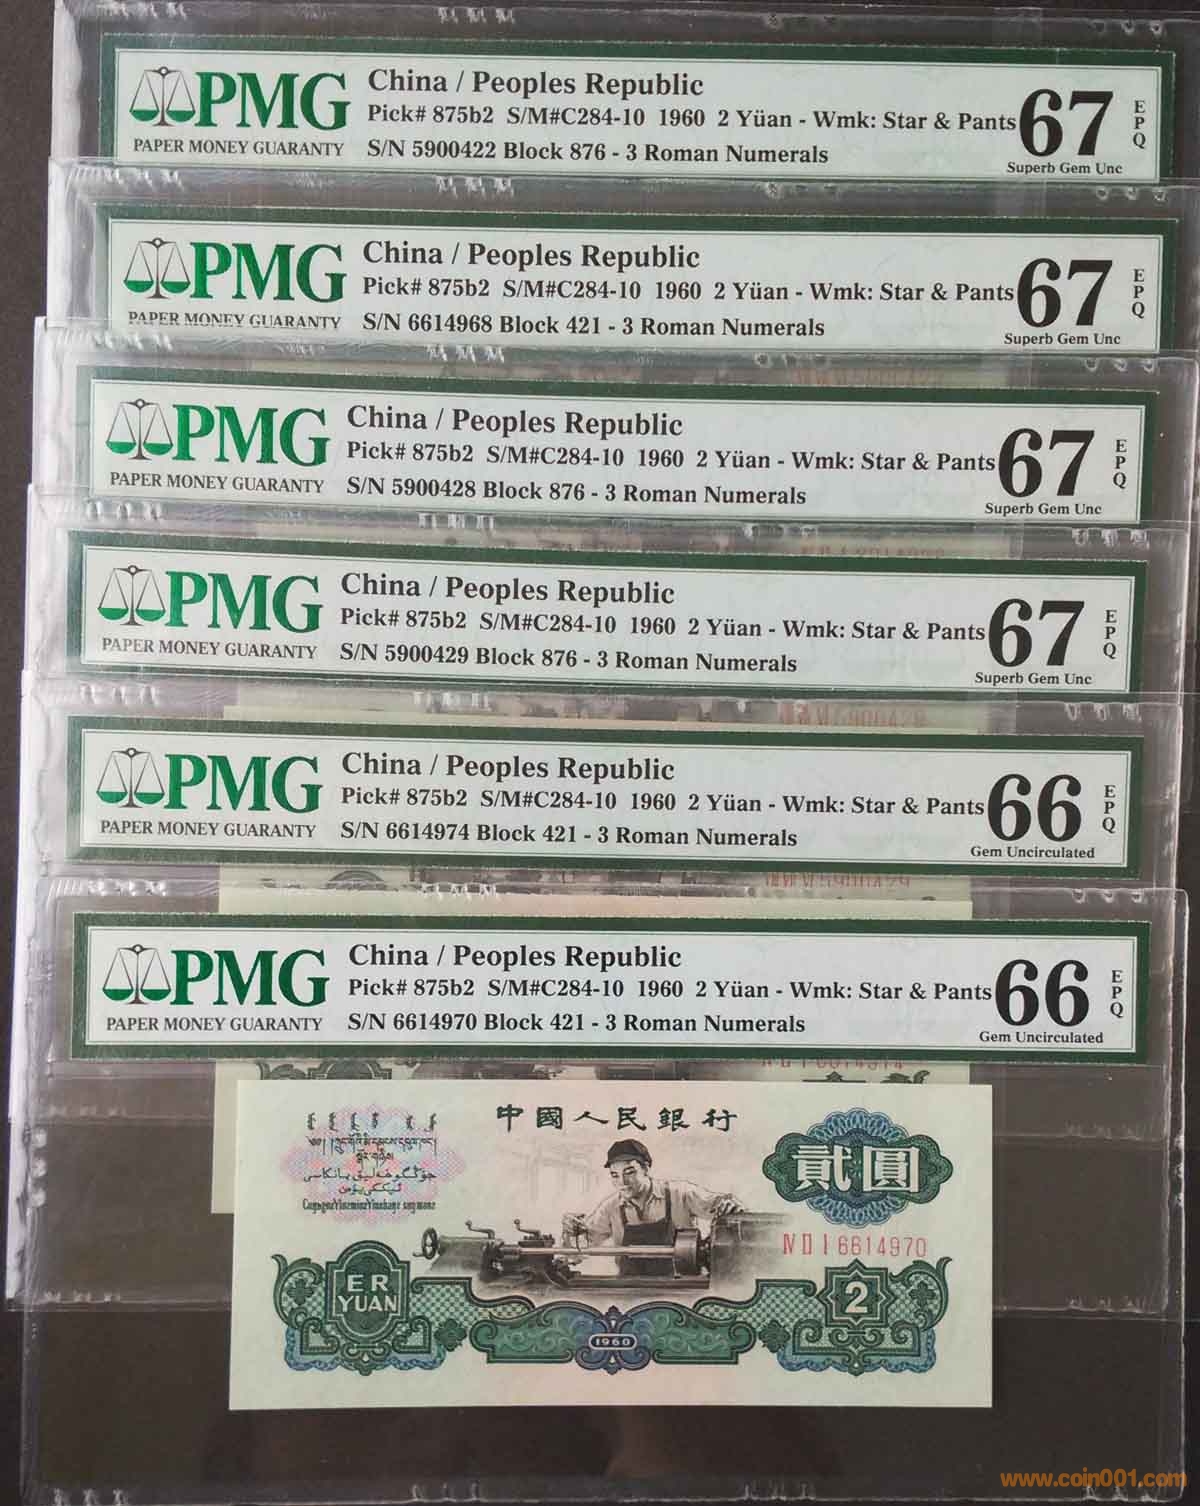 PMG
PAPER MONEY GUARANTY
China / Peoples Republic
Pick# 875b2 S/M#C284-10 1960 2 Yüan - Wmk: Star & Pants
S/N 5900422 Block 876 - 3 Roman Numerals
67
EPQ
Superb Gem Unc
PMG
PAPER MONEY GUARANTY
China / Peoples Republic
Pick# 875b2 S/M#C284-10 1960 2 Yüan - Wmk: Star & Pants
S/N 6614968 Block 421 - 3 Roman Numerals
67
EPQ
Superb Gem Unc
PMG
PAPER MONEY GUARANTY
China / Peoples Republic
Pick# 875b2 S/M#C284-10 1960 2 Yüan - Wmk: Star & Pants
S/N 5900428 Block 876 - 3 Roman Numerals
67
EPQ
Superb Gem Unc
PMG
PAPER MONEY GUARANTY
China / Peoples Republic
Pick# 875b2 S/M#C284-10 1960 2 Yüan - Wmk: Star & Pants
S/N 5900429 Block 876 - 3 Roman Numerals
67
EPQ
Superb Gem Unc
PMG
PAPER MONEY GUARANTY
China / Peoples Republic
Pick# 875b2 S/M#C284-10 1960 2 Yüan - Wmk: Star & Pants
S/N 6614974 Block 421 - 3 Roman Numerals
66
EPQ
Gem Uncirculated
PMG
PAPER MONEY GUARANTY
China / Peoples Republic
Pick# 875b2 S/M#C284-10 1960 2 Yüan - Wmk: Star & Pants
S/N 6614970 Block 421 - 3 Roman Numerals
66
EPQ
Gem Uncirculated
中國人民銀行
貳圓
IV II I 6614970
ER
YUAN
2
1960
www.coin001.com